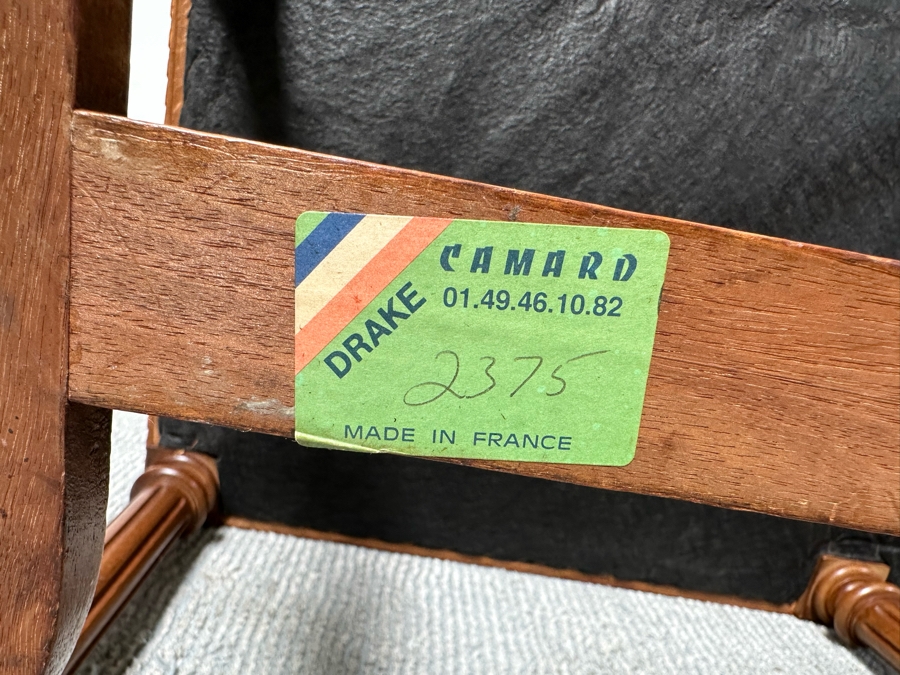 CAMARD
01.49.46.10.82
DRAKE
2375
MADE IN FRANCE